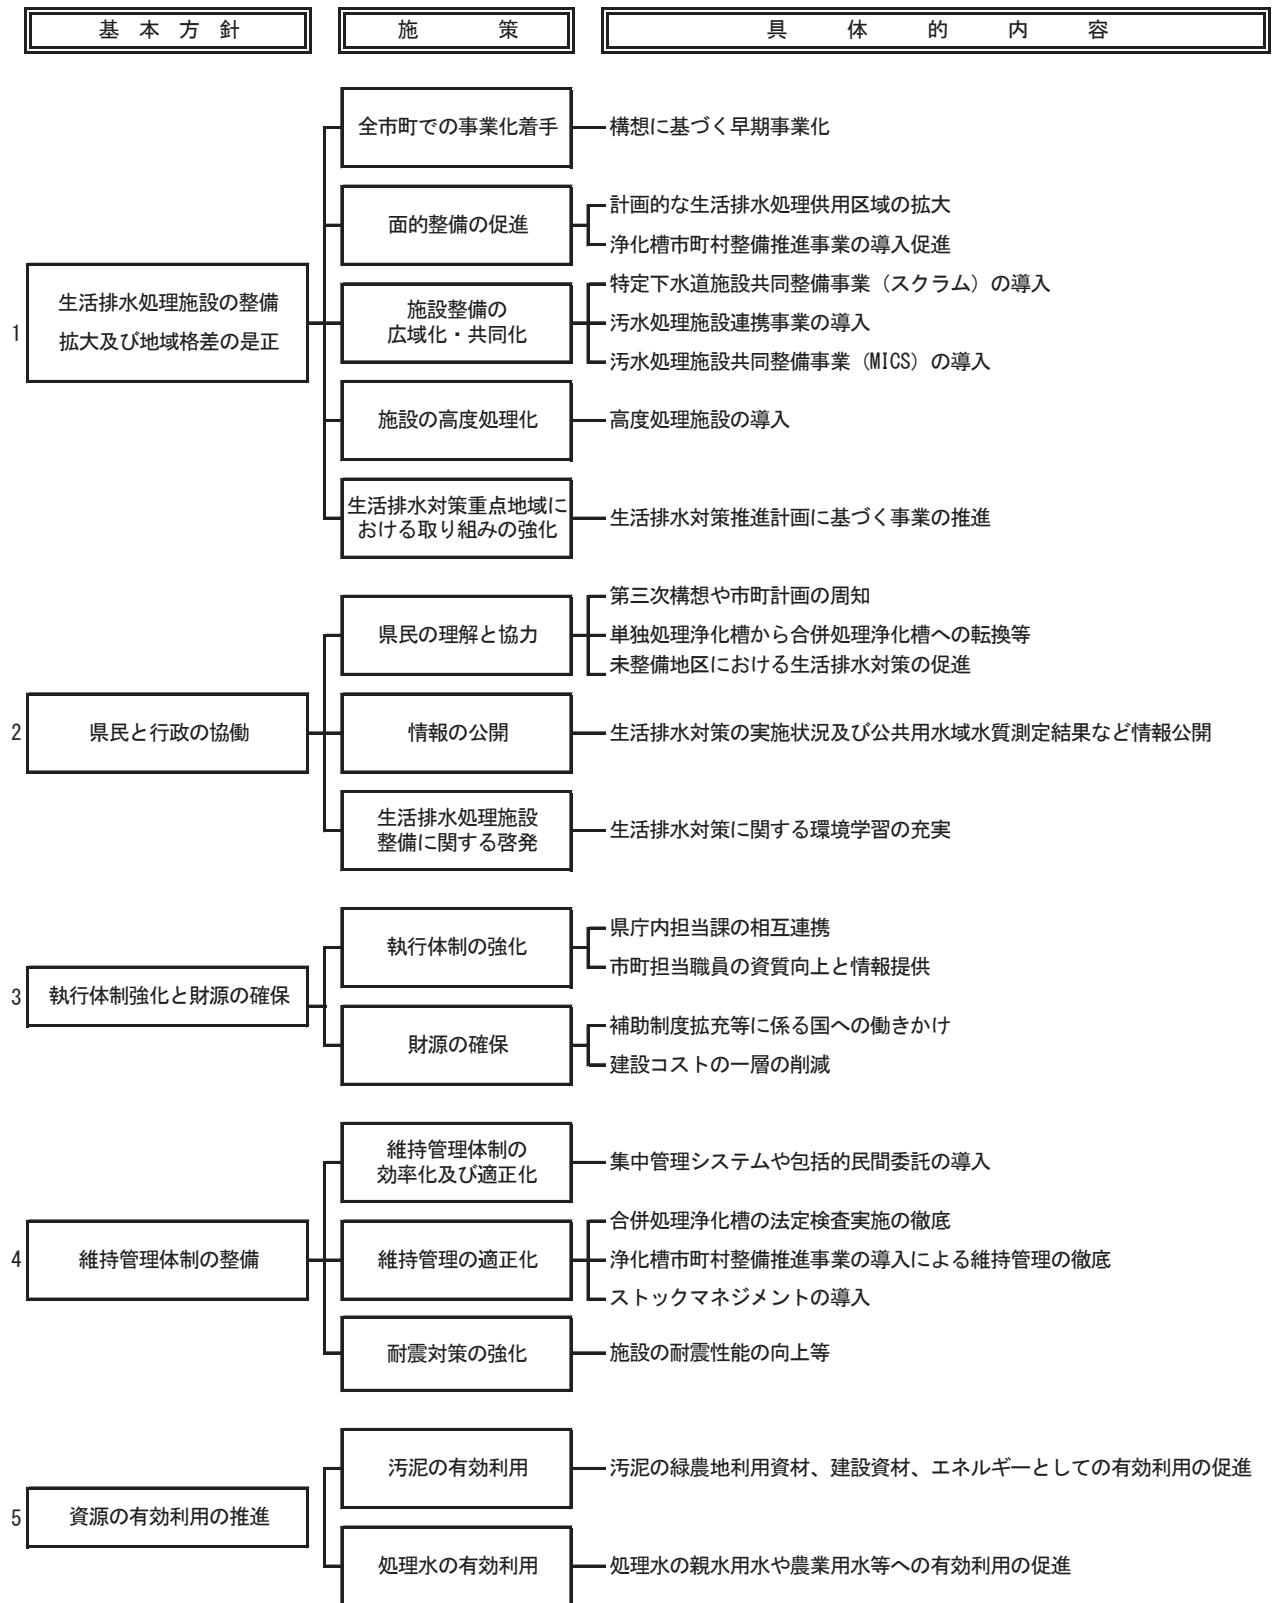 基本方針
施策
具体的内容
1
生活排水処理施設の整備
拡大及び地域格差の是正
全市町での事業化着手
構想に基づく早期事業化
面的整備の促進
計画的な生活排水処理供用区域の拡大
浄化槽市町村整備推進事業の導入促進
施設整備の
広域化・共同化
特定下水道施設共同整備事業（スクラム）の導入
汚水処理施設連携事業の導入
汚水処理施設共同整備事業（MICS）の導入
施設の高度処理化
高度処理施設の導入
生活排水対策重点地域に
おける取り組みの強化
生活排水対策推進計画に基づく事業の推進
2
県民と行政の協働
県民の理解と協力
第三次構想や市町計画の周知
単独処理浄化槽から合併処理浄化槽への転換等
未整備地区における生活排水対策の促進
情報の公開
生活排水対策の実施状況及び公共用水域水質測定結果など情報公開
生活排水処理施設
整備に関する啓発
生活排水対策に関する環境学習の充実
3
執行体制強化と財源の確保
執行体制の強化
県庁内担当課の相互連携
市町担当職員の資質向上と情報提供
財源の確保
補助制度拡充等に係る国への働きかけ
建設コストの一層の削減
4
維持管理体制の整備
維持管理体制の
効率化及び適正化
集中管理システムや包括的民間委託の導入
維持管理の適正化
合併処理浄化槽の法定検査実施の徹底
浄化槽市町村整備推進事業の導入による維持管理の徹底
ストックマネジメントの導入
耐震対策の強化
施設の耐震性能の向上等
5
資源の有効利用の推進
汚泥の有効利用
汚泥の緑農地利用資材、建設資材、エネルギーとしての有効利用の促進
処理水の有効利用
処理水の親水用水や農業用水等への有効利用の促進